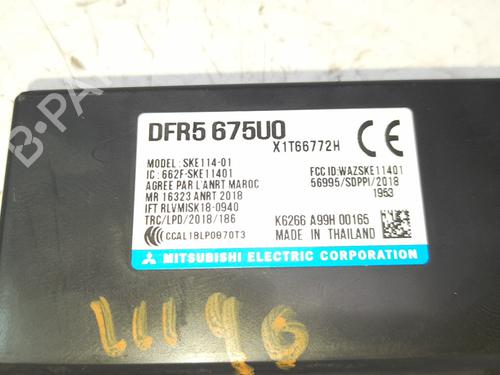 DFR5 675U0
X1T66772H
CE
MODEL: SKE114-01
IC: 662F-SKE11401
AGREE PAR L'ANRT MAROC
MR 16323 ANRT 2018
IFT RLVMISK18-0940
TRC/LPD/2018/186
CCAL18LP0970T3
FCC ID:WAZSKE11401
56995/SDPPI/2018
1963
K6266 A99H 00165
MADE IN THAILAND
MITSUBISHI ELECTRIC CORPORATION